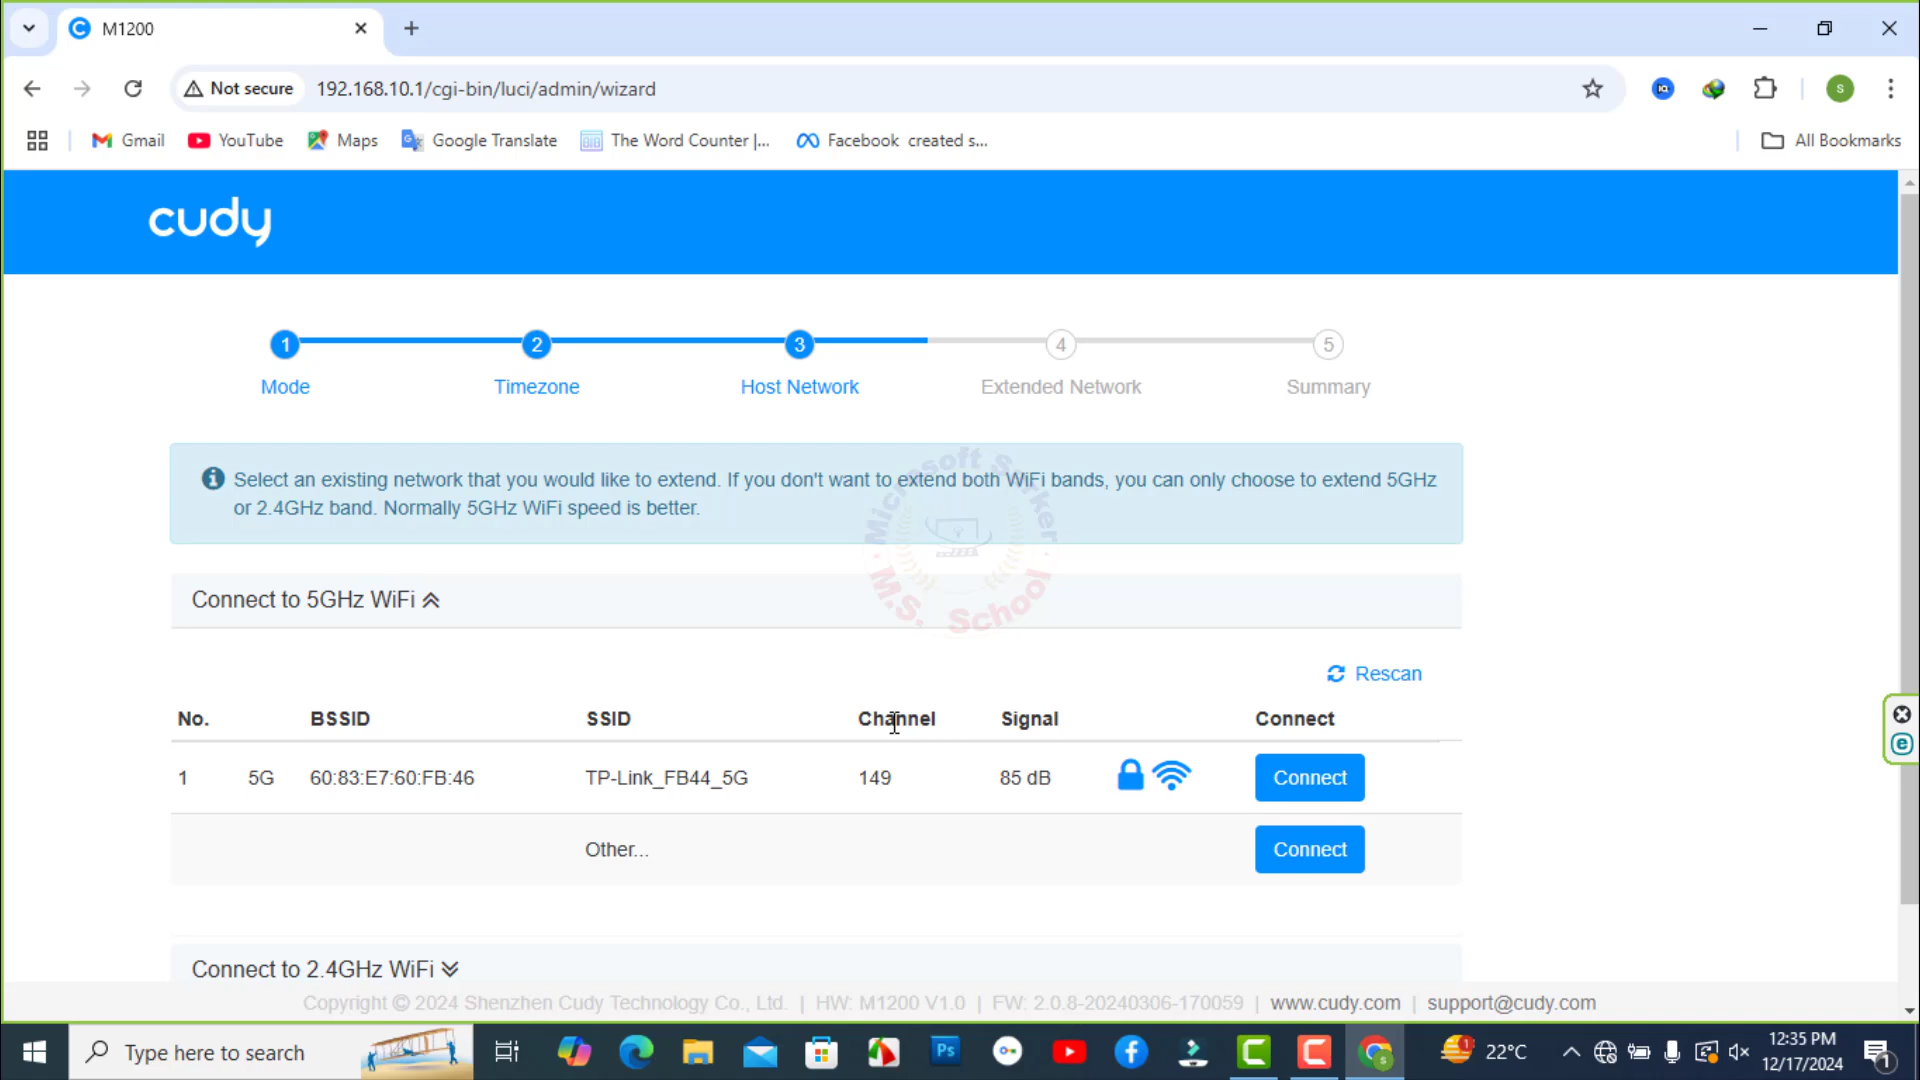 M1200
Not secure 192.168.10.1/cgi-bin/luci/admin/wizard
S
Gmail YouTube Maps Google Translate The Word Counter |... Facebook created s... All Bookmarks
cudy
1 2 3 4 5
Mode Timezone Host Network Extended Network Summary
Select an existing network that you would like to extend. If you don't want to extend both WiFi bands, you can only choose to extend 5GHz
or 2.4GHz band. Normally 5GHz WiFi speed is better.
Microsoft Sarker
M.S. School
Connect to 5GHz WiFi
Rescan
No. BSSID SSID Channel Signal Connect
1 5G 60:83:E7:60:FB:46 TP-Link_FB44_5G 149 85 dB Connect
Other... Connect
Connect to 2.4GHz WiFi
Copyright © 2024 Shenzhen Cudy Technology Co., Ltd. | HW: M1200 V1.0 | FW: 2.0.8-20240306-170059 | www.cudy.com | support@cudy.com
Type here to search
Ps
1
22°C
12:35 PM
12/17/2024
1